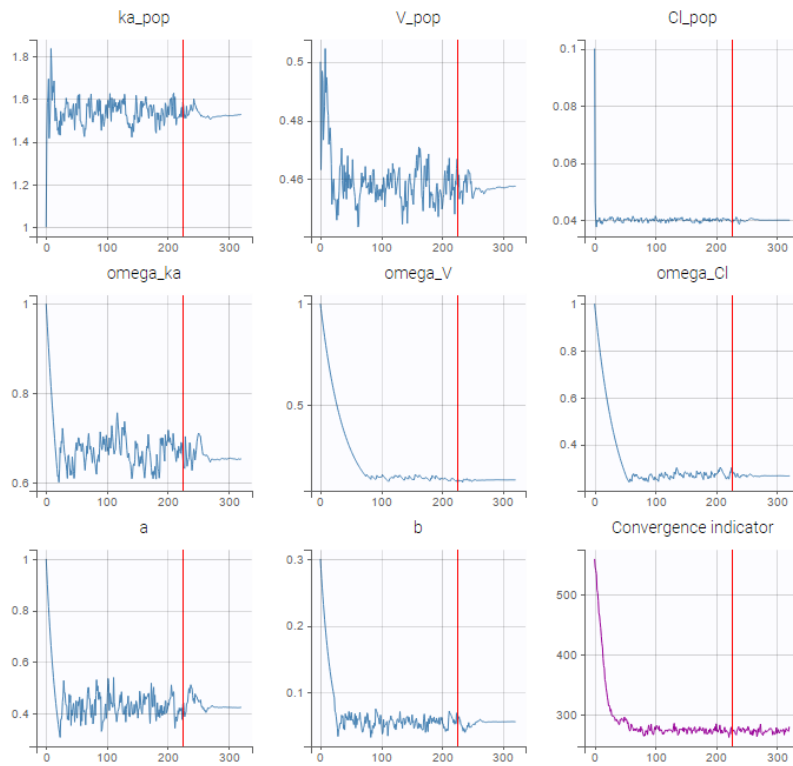 ka_pop V_pop Cl_pop
1.8 0.5 0.1
1.6 0.48 0.08
1.4 0.06
1.2 0.46
1 0.04
0 100 200 300 0 100 200 300 0 100 200 300
omega_ka omega_V omega_Cl
1 1 1
0.8 0.8
0.5 0.6
0.4
0.6
0 100 200 300 0 100 200 300 0 100 200 300
a b Convergence indicator
1 0.3
0.8 500
0.2
0.6 400
0.1
0.4 300
0 100 200 300 0 100 200 300 0 100 200 300